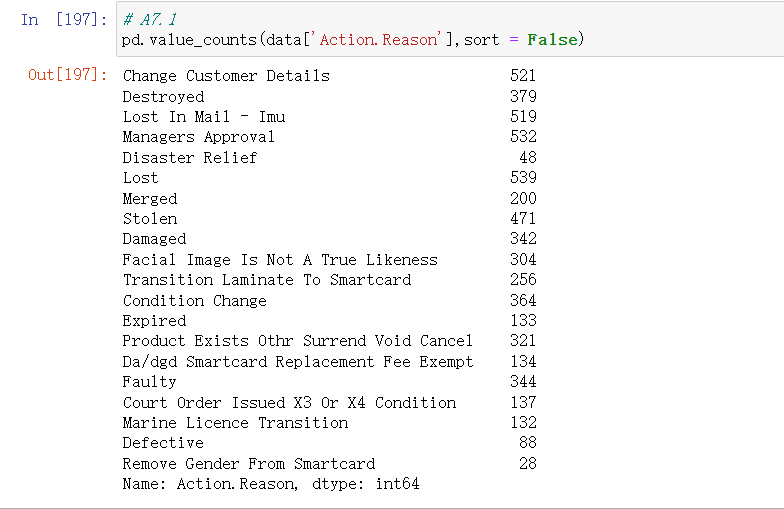 In [197]: # A7.1
pd.value_counts(data['Action.Reason'],sort = False)
Out[197]: Change Customer Details 521
Destroyed 379
Lost In Mail - Imu 519
Managers Approval 532
Disaster Relief 48
Lost 539
Merged 200
Stolen 471
Damaged 342
Facial Image Is Not A True Likeness 304
Transition Laminate To Smartcard 256
Condition Change 364
Expired 133
Product Exists Othr Surrend Void Cancel 321
Da/dgd Smartcard Replacement Fee Exempt 134
Faulty 344
Court Order Issued X3 Or X4 Condition 137
Marine Licence Transition 132
Defective 88
Remove Gender From Smartcard 28
Name: Action.Reason, dtype: int64